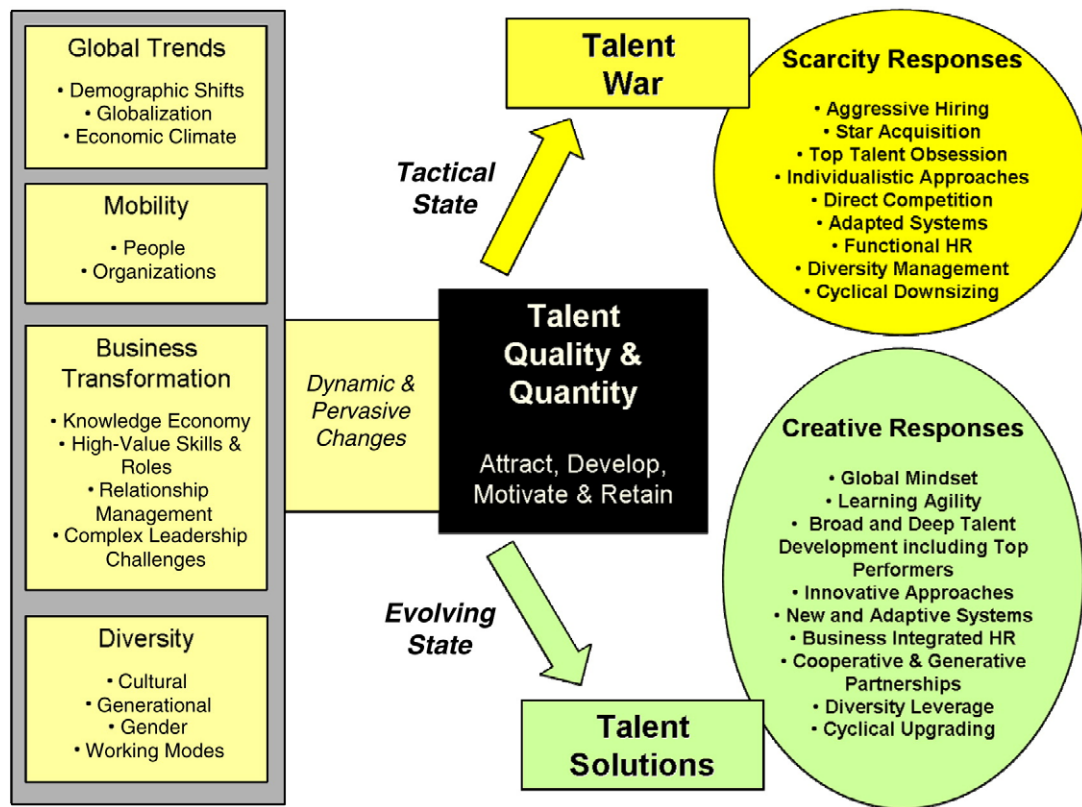 Global Trends
• Demographic Shifts
• Globalization
• Economic Climate
Mobility
• People
• Organizations
Business
Transformation
• Knowledge Economy
• High-Value Skills &
Roles
• Relationship
Management
• Complex Leadership
Challenges
Diversity
• Cultural
• Generational
• Gender
• Working Modes
Dynamic &
Pervasive
Changes
Talent
Quality &
Quantity
Attract, Develop,
Motivate & Retain
Tactical
State
Talent
War
Scarcity Responses
• Aggressive Hiring
• Star Acquisition
• Top Talent Obsession
• Individualistic Approaches
• Direct Competition
• Adapted Systems
• Functional HR
• Diversity Management
• Cyclical Downsizing
Evolving
State
Talent
Solutions
Creative Responses
• Global Mindset
• Learning Agility
• Broad and Deep Talent
Development including Top
Performers
• Innovative Approaches
• New and Adaptive Systems
• Business Integrated HR
• Cooperative & Generative
Partnerships
• Diversity Leverage
• Cyclical Upgrading